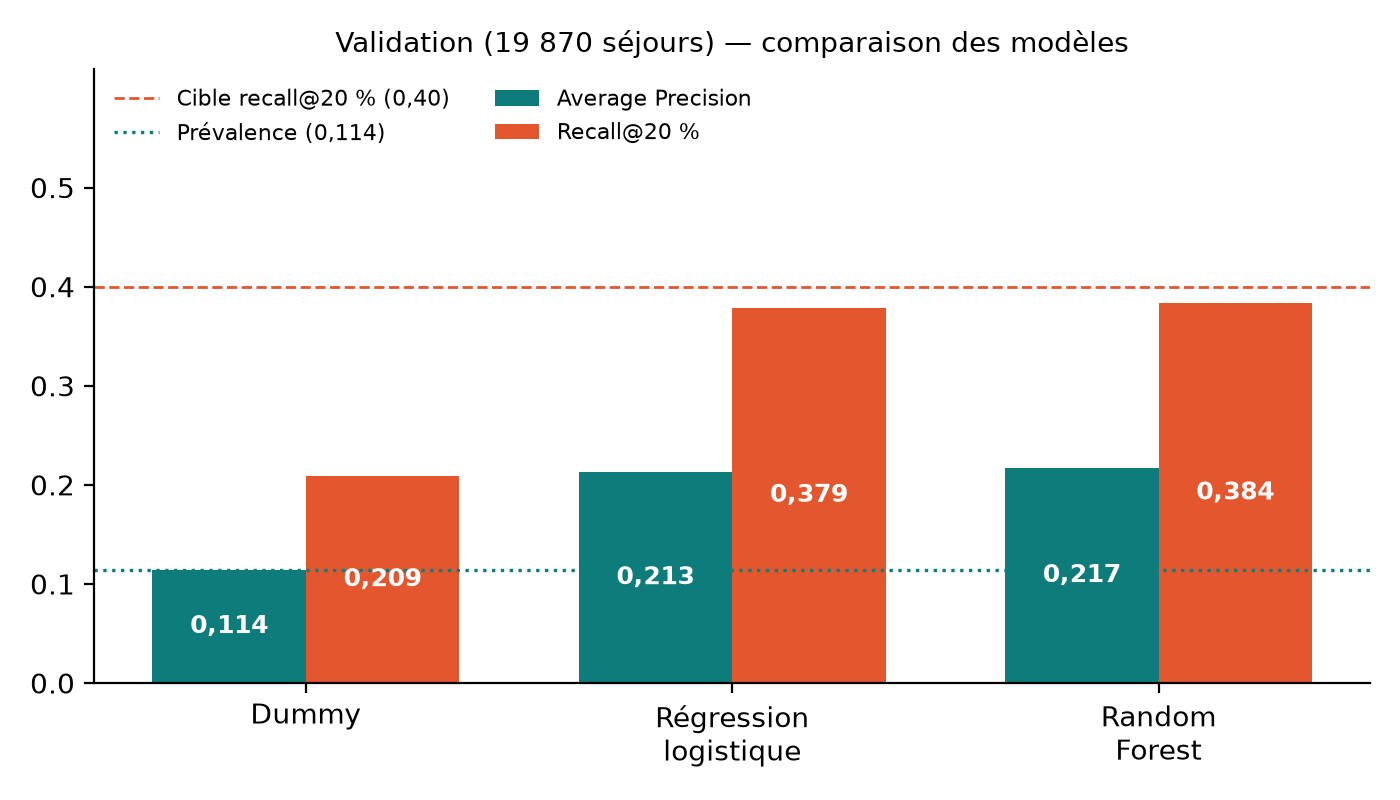 Validation (19 870 séjours) — comparaison des modèles
Cible recall@20 % (0,40)
Prévalence (0,114)
Average Precision
Recall@20 %
0.5
0.4
0.3
0.2
0.1
0.0
0,114
0,209
0,213
0,379
0,217
0,384
Dummy
Régression
logistique
Random
Forest